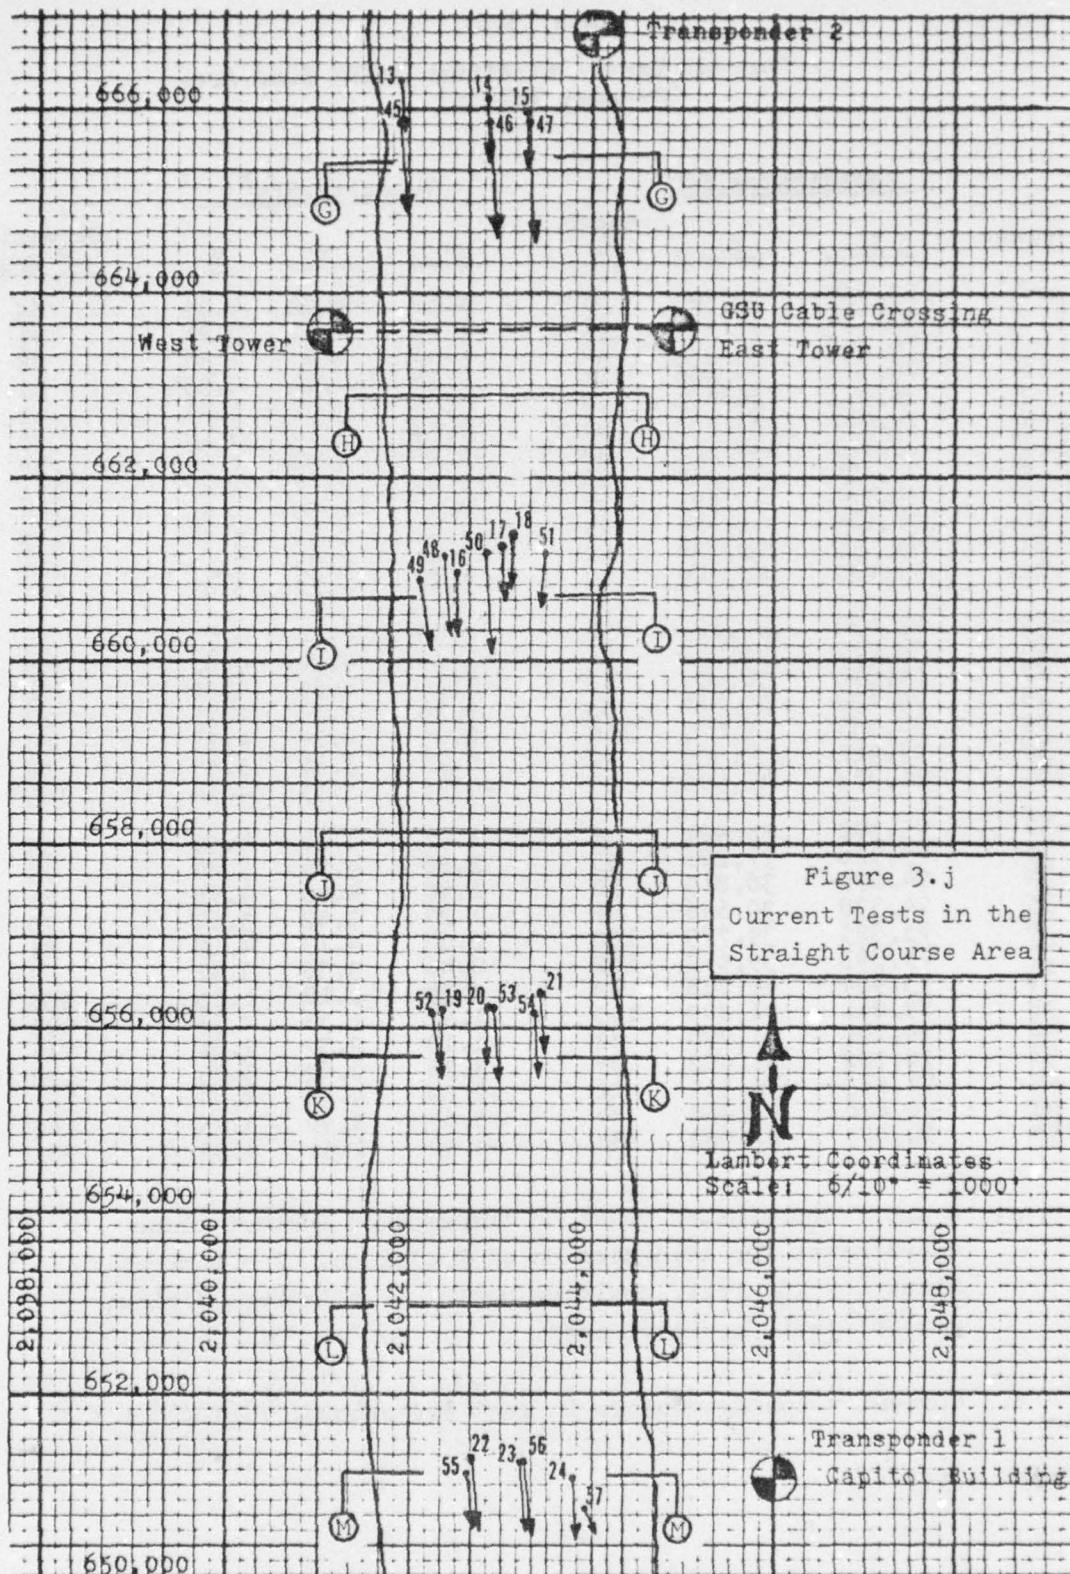 Transponder 2
13
14
15
666,000
45
46
47
G
G
664,000
GSU Cable Crossing
West Tower
East Tower
H
H
662,000
18
17
51
50
48
16
49
660,000
I
I
658,000
J
J
Figure 3.j
Current Tests in the
Straight Course Area
21
52
19
20
53
54
656,000
K
K
N
Lambert Coordinates
Scale: 6/10" = 1000'
654,000
2,038,000
2,040,000
2,042,000
2,044,000
2,046,000
2,048,000
L
L
652,000
Transponder 1
Capitol Building
22
56
23
55
24
57
M
M
650,000